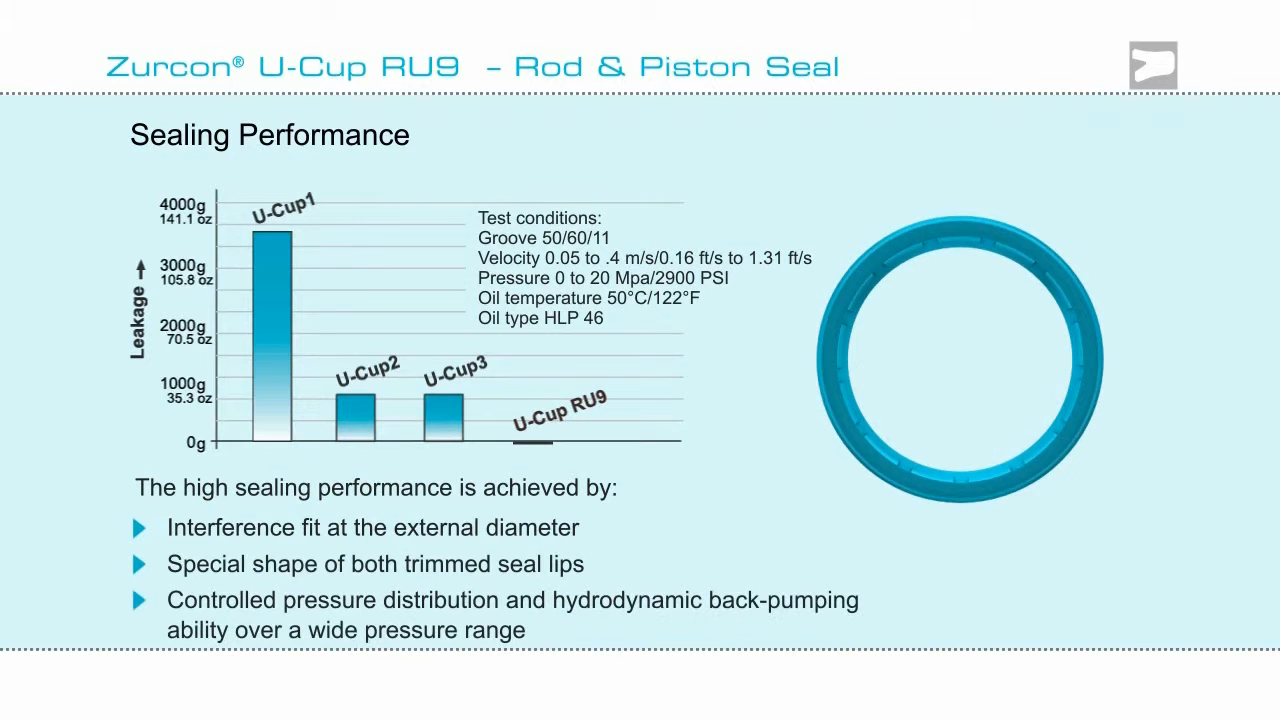 Zurcon® U-Cup RU9 – Rod & Piston Seal
Sealing Performance
4000g
141.1 oz
3000g
105.8 oz
2000g
70.5 oz
1000g
35.3 oz
0g
Leakage →
U-Cup1
U-Cup2
U-Cup3
U-Cup RU9
Test conditions:
Groove 50/60/11
Velocity 0.05 to .4 m/s/0.16 ft/s to 1.31 ft/s
Pressure 0 to 20 Mpa/2900 PSI
Oil temperature 50°C/122°F
Oil type HLP 46
The high sealing performance is achieved by:
Interference fit at the external diameter
Special shape of both trimmed seal lips
Controlled pressure distribution and hydrodynamic back-pumping
ability over a wide pressure range